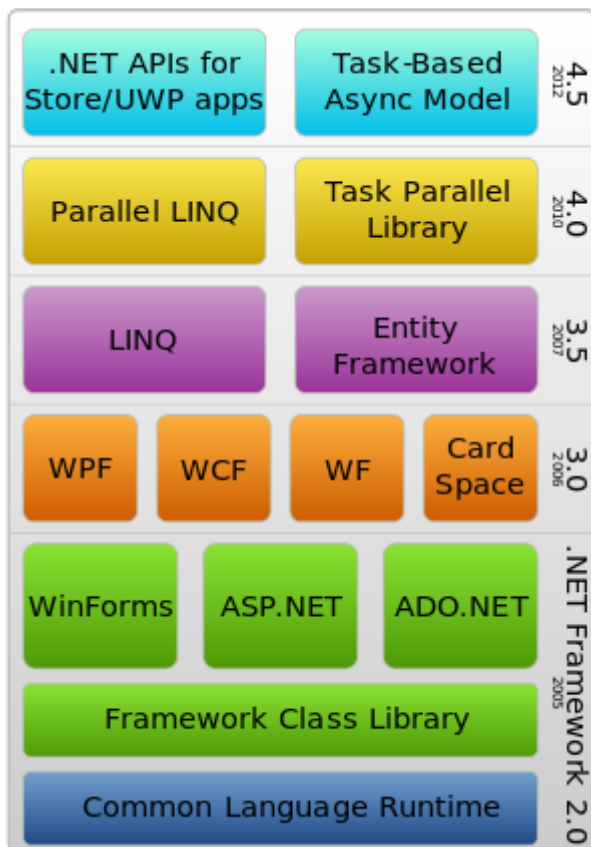 .NET APIs for
Store/UWP apps
Task-Based
Async Model
4.5
2012
Parallel LINQ
Task Parallel
Library
4.0
2010
LINQ
Entity
Framework
3.5
2007
WPF
WCF
WF
Card
Space
3.0
2006
WinForms
ASP.NET
ADO.NET
Framework Class Library
Common Language Runtime
.NET Framework 2.0
2005